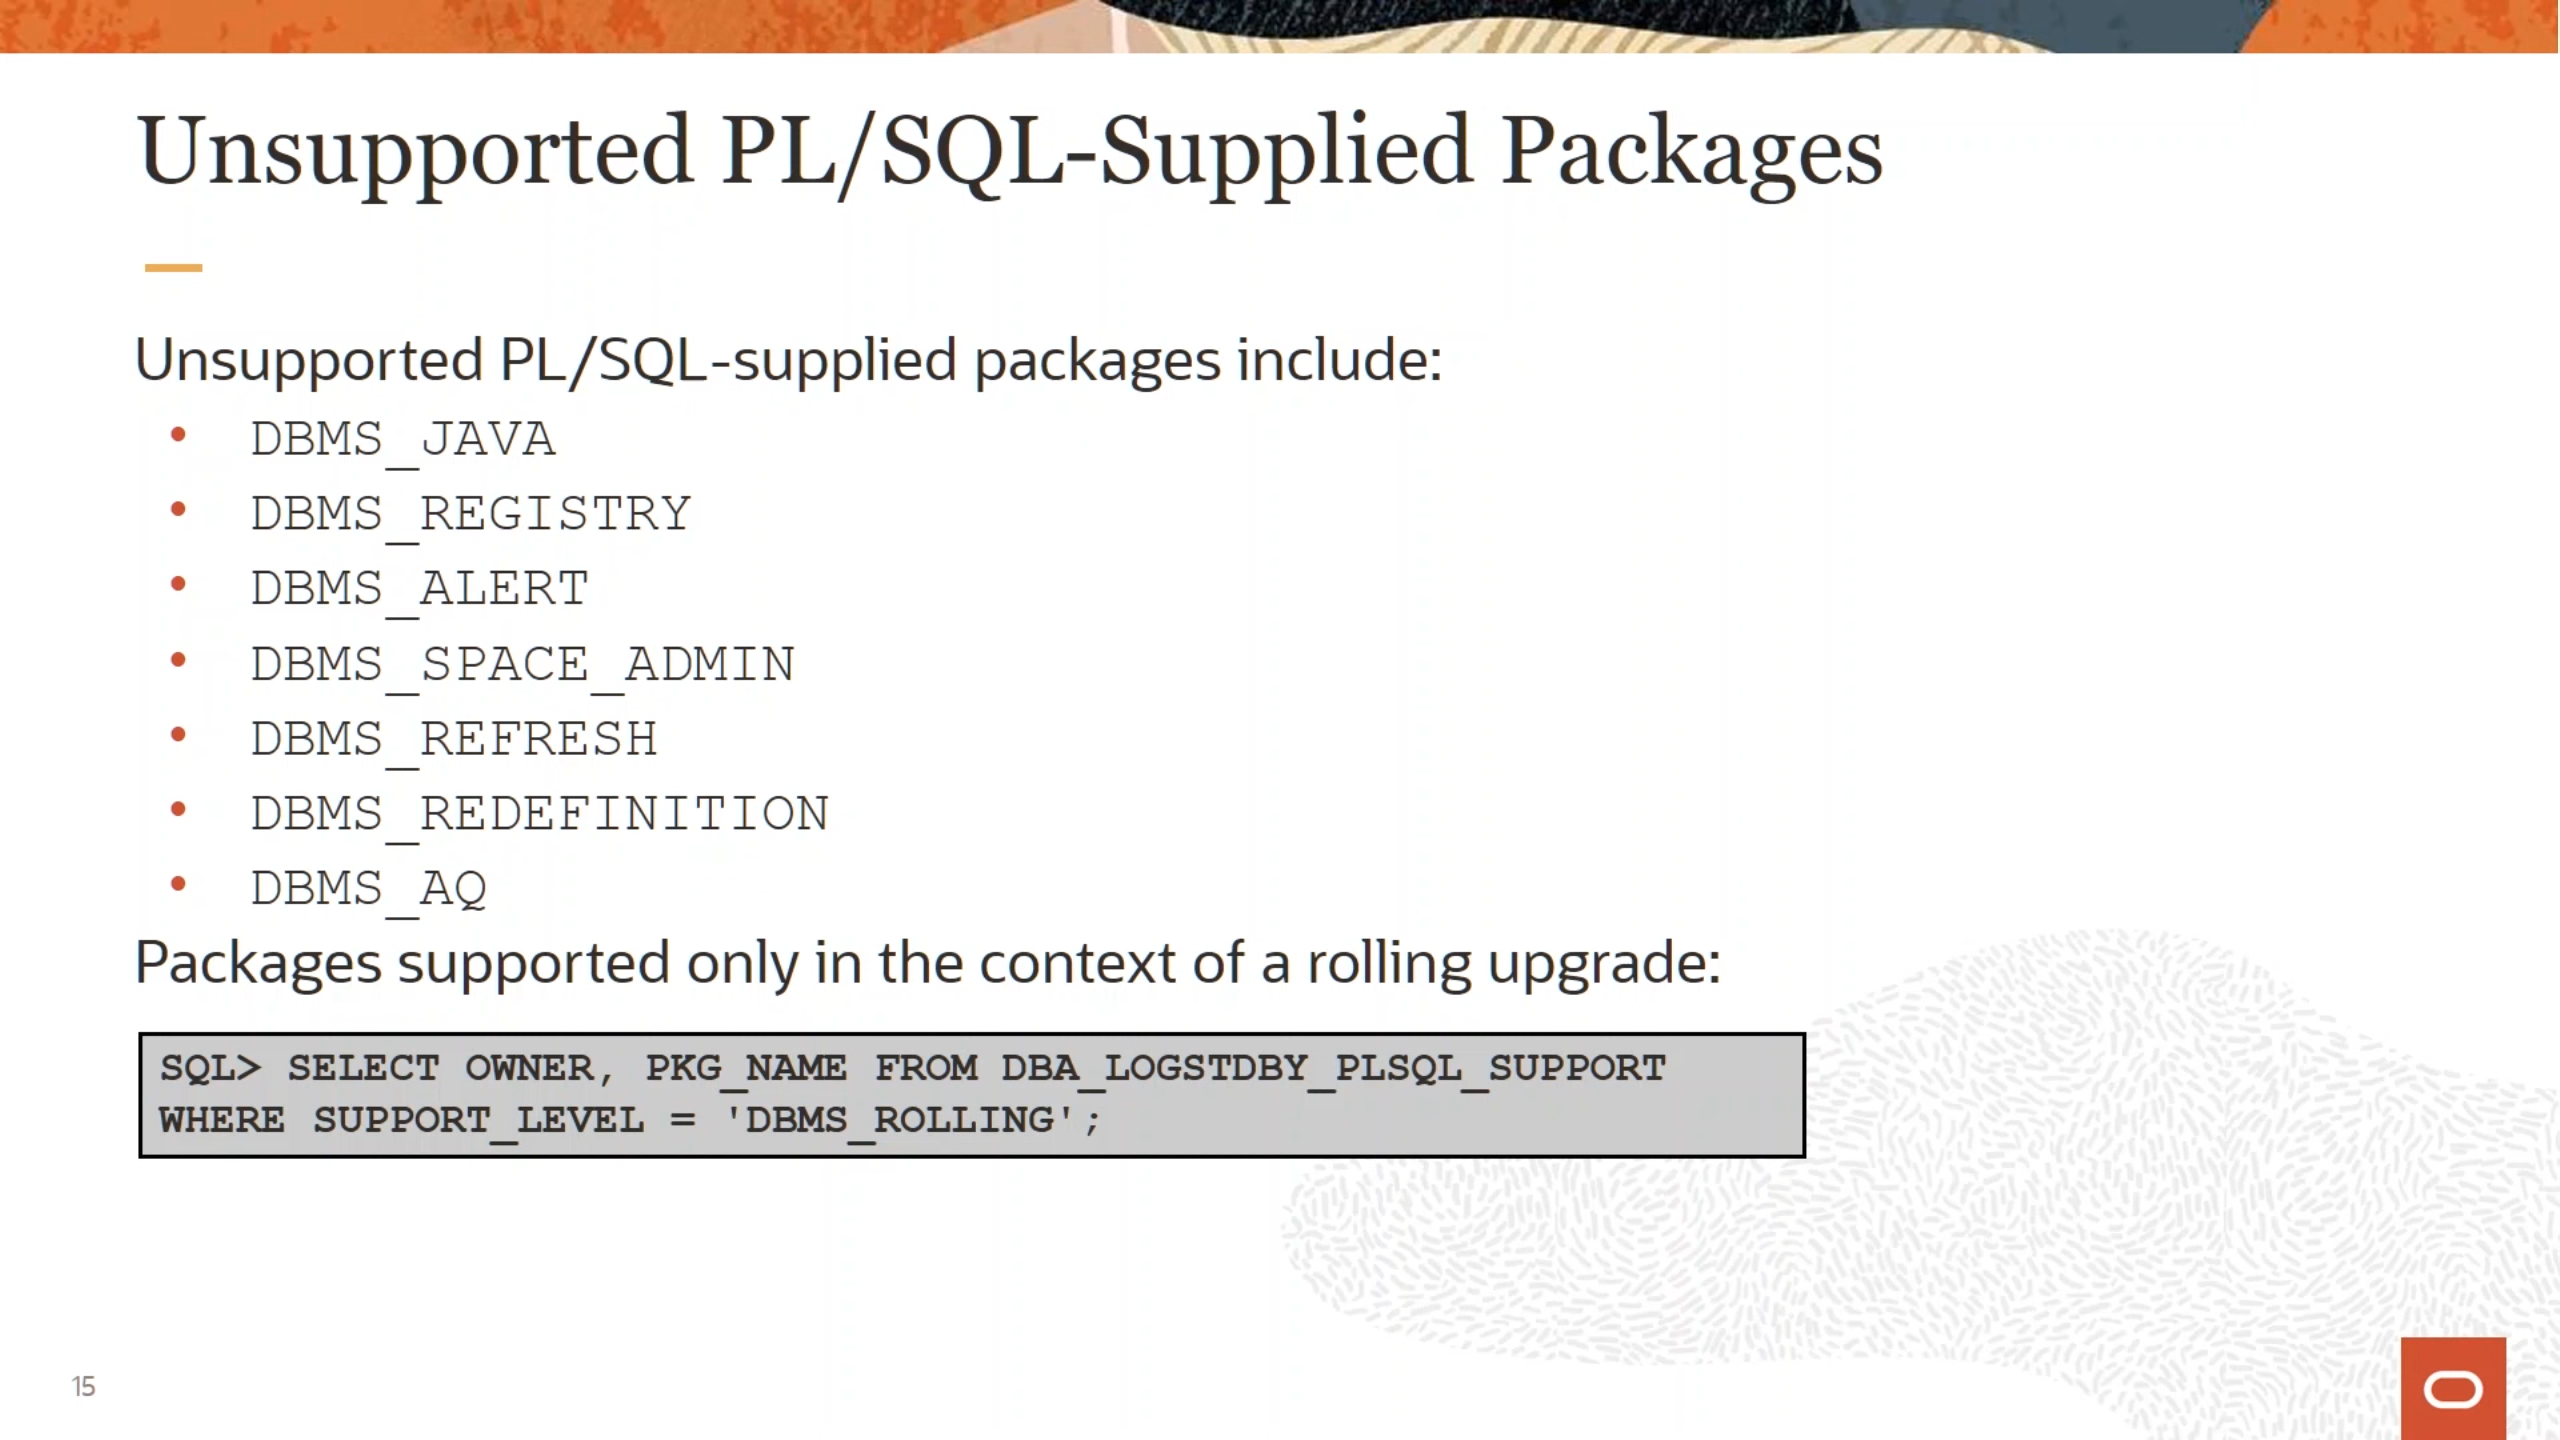 Unsupported PL/SQL-Supplied Packages
Unsupported PL/SQL-supplied packages include:
• DBMS_JAVA
• DBMS_REGISTRY
• DBMS_ALERT
• DBMS_SPACE_ADMIN
• DBMS_REFRESH
• DBMS_REDEFINITION
• DBMS_AQ
Packages supported only in the context of a rolling upgrade:
SQL> SELECT OWNER, PKG_NAME FROM DBA_LOGSTDBY_PLSQL_SUPPORT
WHERE SUPPORT_LEVEL = 'DBMS_ROLLING';
15